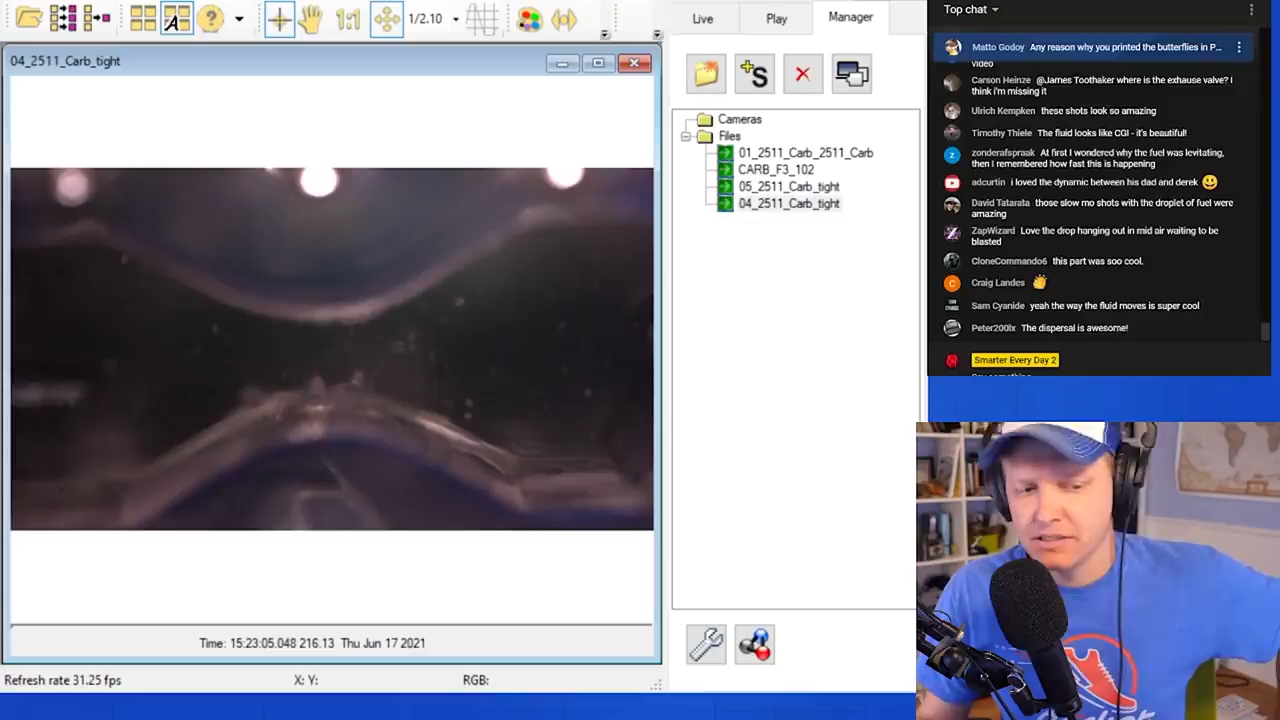 1:1
A
1/2.10
04_2511_Carb_tight
Time: 15:23:05.048 216.13 Thu Jun 17 2021
Refresh rate 31.25 fps
X: Y:
RGB:
Live
Play
Manager
S
Cameras
Files
01_2511_Carb_2511_Carb
CARB_F3_102
05_2511_Carb_tight
04_2511_Carb_tight
Top chat
Matto Godoy Any reason why you printed the butterflies in P...
video
Carson Heinze @James Toothaker where is the exhause valve? I
think i'm missing it
Ulrich Kempken these shots look so amazing
Timothy Thiele The fluid looks like CGI - it's beautiful!
zonderafspraak At first I wondered why the fuel was levitating,
then I remembered how fast this is happening
adcurtin i loved the dynamic between his dad and derek
David Tatarata those slow mo shots with the droplet of fuel were
amazing
ZapWizard Love the drop hanging out in mid air waiting to be
blasted
CloneCommando6 this part was soo cool.
Craig Landes
Sam Cyanide yeah the way the fluid moves is super cool
Peter200lx The dispersal is awesome!
Smarter Every Day 2
Say something...